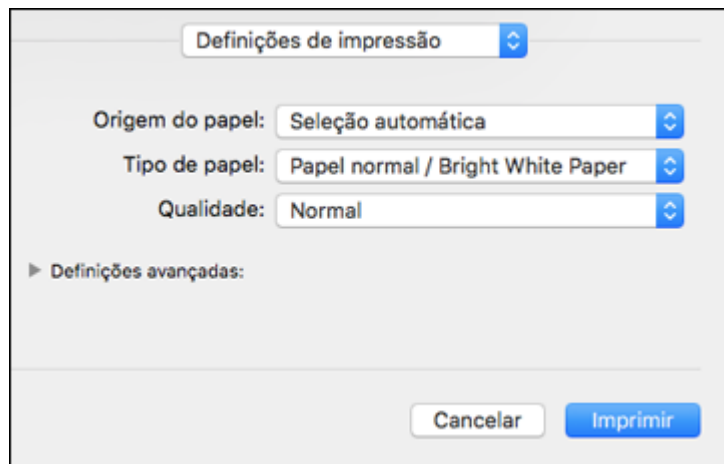 Definições de impressão
Origem do papel: Seleção automática
Tipo de papel: Papel normal / Bright White Paper
Qualidade: Normal
Definições avançadas:
Cancelar Imprimir